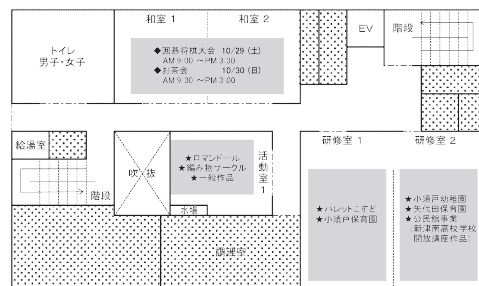 和室 1　和室 2
トイレ
男子・女子
◆囲碁将棋大会 10/29 (土)
AM 9:00 ～PM 3:30
◆お茶会 10/30 (日)
AM 9:30 ～PM 3:00
EV
階段
給湯室
階段
吹
抜
★ロマンドール
★編み物サークル
★一般作品
活動室 1
水場
調理室
研修室 1
★パレットこすど
★小須戸保育園
研修室 2
★小須戸幼稚園
★矢代田保育園
★公民館事業
(新津南高校学校
開放講座作品)